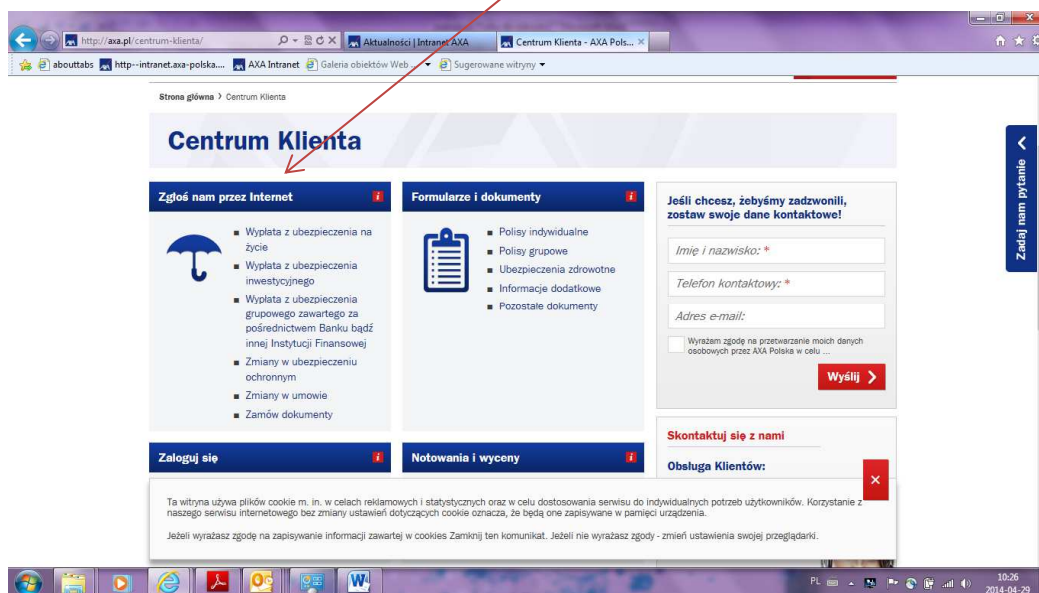 http://axa.pl/centrum-klienta/
Aktualności | Intranet AXA
Centrum Klienta - AXA Pols...
abouttabs
http--intranet.axa-polska....
AXA Intranet
Galeria obiektów Web ...
Sugerowane witryny
Strona główna > Centrum Klienta
Centrum Klienta
Zgłoś nam przez Internet
Wypłata z ubezpieczenia na
życie
Wypłata z ubezpieczenia
inwestycyjnego
Wypłata z ubezpieczenia
grupowego zawartego za
pośrednictwem Banku bądź
innej Instytucji Finansowej
Zmiany w ubezpieczeniu
ochronnym
Zmiany w umowie
Zamów dokumenty
Formularze i dokumenty
Polisy indywidualne
Polisy grupowe
Ubezpieczenia zdrowotne
Informacje dodatkowe
Pozostałe dokumenty
Jeśli chcesz, żebyśmy zadzwonili,
zostaw swoje dane kontaktowe!
Imię i nazwisko: *
Telefon kontaktowy: *
Adres e-mail:
Wyrażam zgodę na przetwarzanie moich danych
osobowych przez AXA Polska w celu ...
Wyślij
Zadaj nam pytanie
Zaloguj się
Notowania i wyceny
Skontaktuj się z nami
Obsługa Klientów:
Ta witryna używa plików cookie m. in. w celach reklamowych i statystycznych oraz w celu dostosowania serwisu do indywidualnych potrzeb użytkowników. Korzystanie z
naszego serwisu internetowego bez zmiany ustawień dotyczących cookie oznacza, że będą one zapisywane w pamięci urządzenia.
Jeżeli wyrażasz zgodę na zapisywanie informacji zawartej w cookies Zamknij ten komunikat. Jeżeli nie wyrażasz zgody - zmień ustawienia swojej przeglądarki.
PL
10:26
2014-04-29